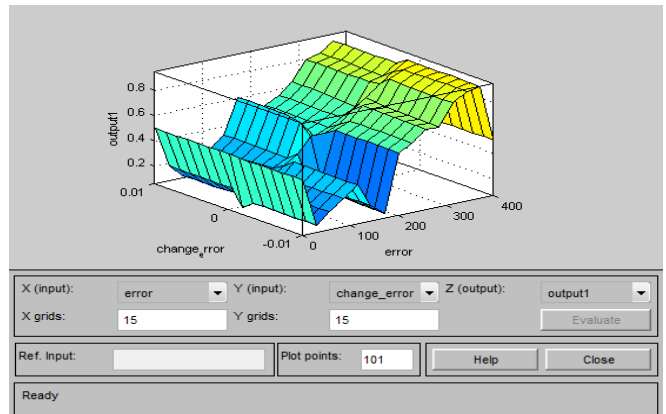 0.8
0.6
0.4
0.2
output1
0.01
0
-0.01
change_error
0
100
200
300
400
error
X (input): error Y (input): change_error Z (output): output1
X grids: 15 Y grids: 15 Evaluate
Ref. Input: Plot points: 101 Help Close
Ready